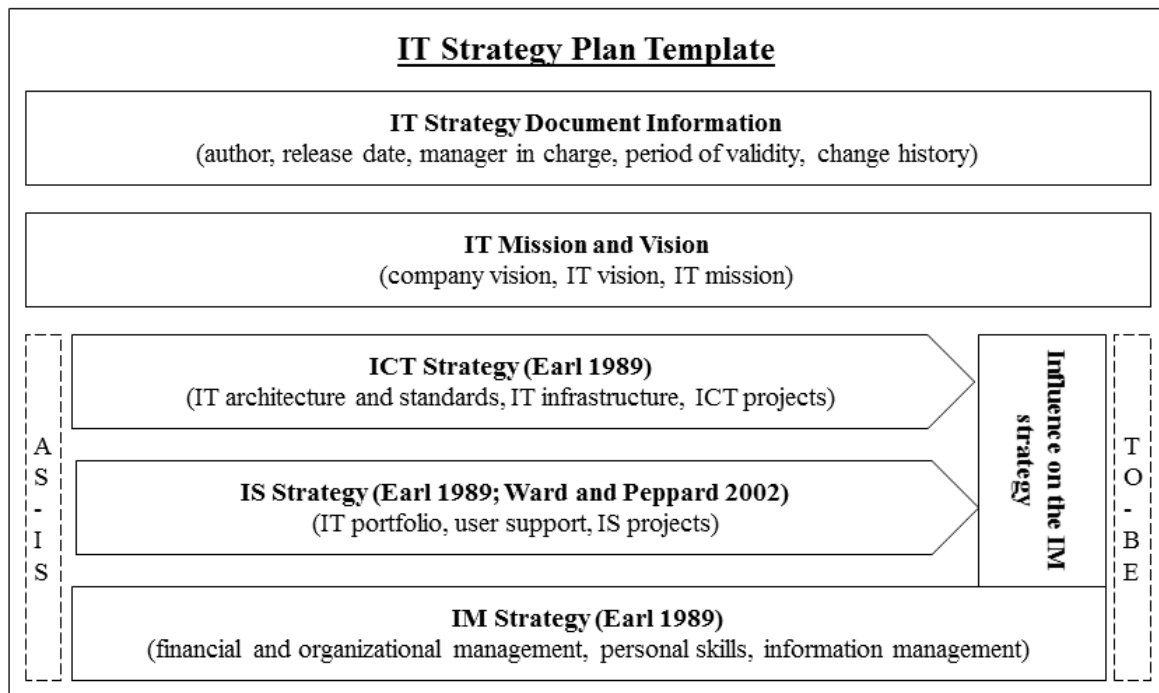 IT Strategy Plan Template
IT Strategy Document Information
(author, release date, manager in charge, period of validity, change history)
IT Mission and Vision
(company vision, IT vision, IT mission)
AS-IS
ICT Strategy (Earl 1989)
(IT architecture and standards, IT infrastructure, ICT projects)
IS Strategy (Earl 1989; Ward and Peppard 2002)
(IT portfolio, user support, IS projects)
IM Strategy (Earl 1989)
(financial and organizational management, personal skills, information management)
Influence on the IM
strategy
TO-BE